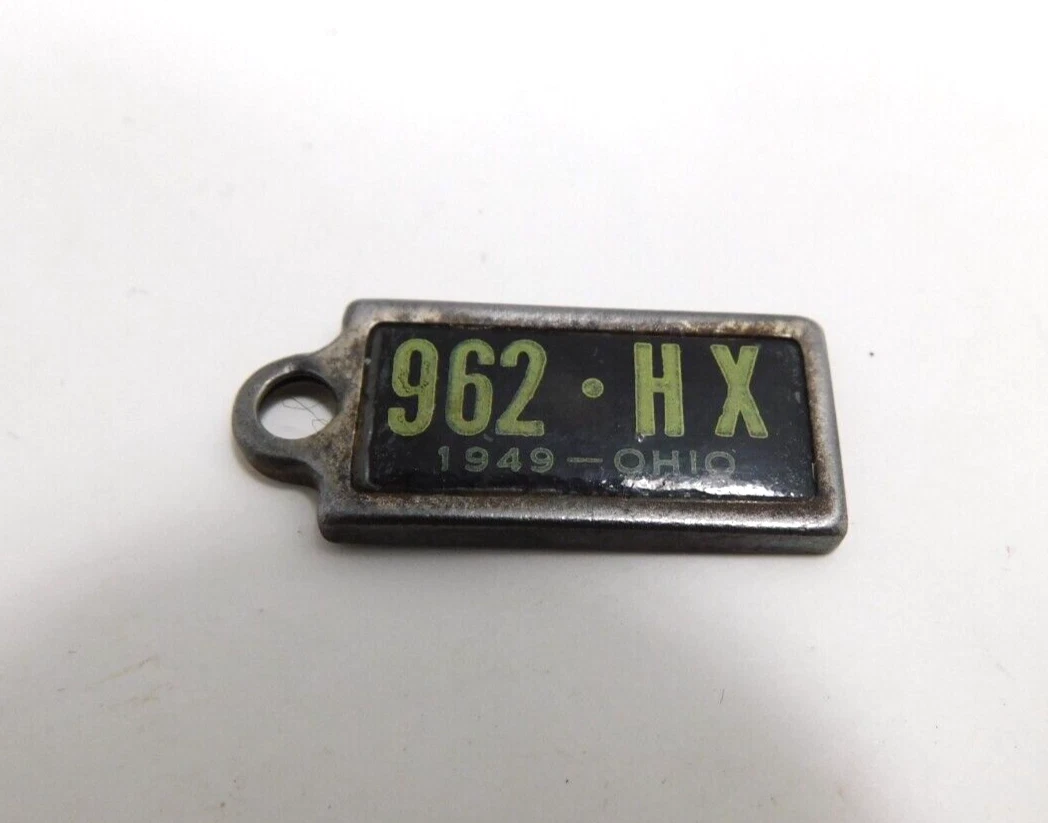 962 · HX
1949 — OHIO